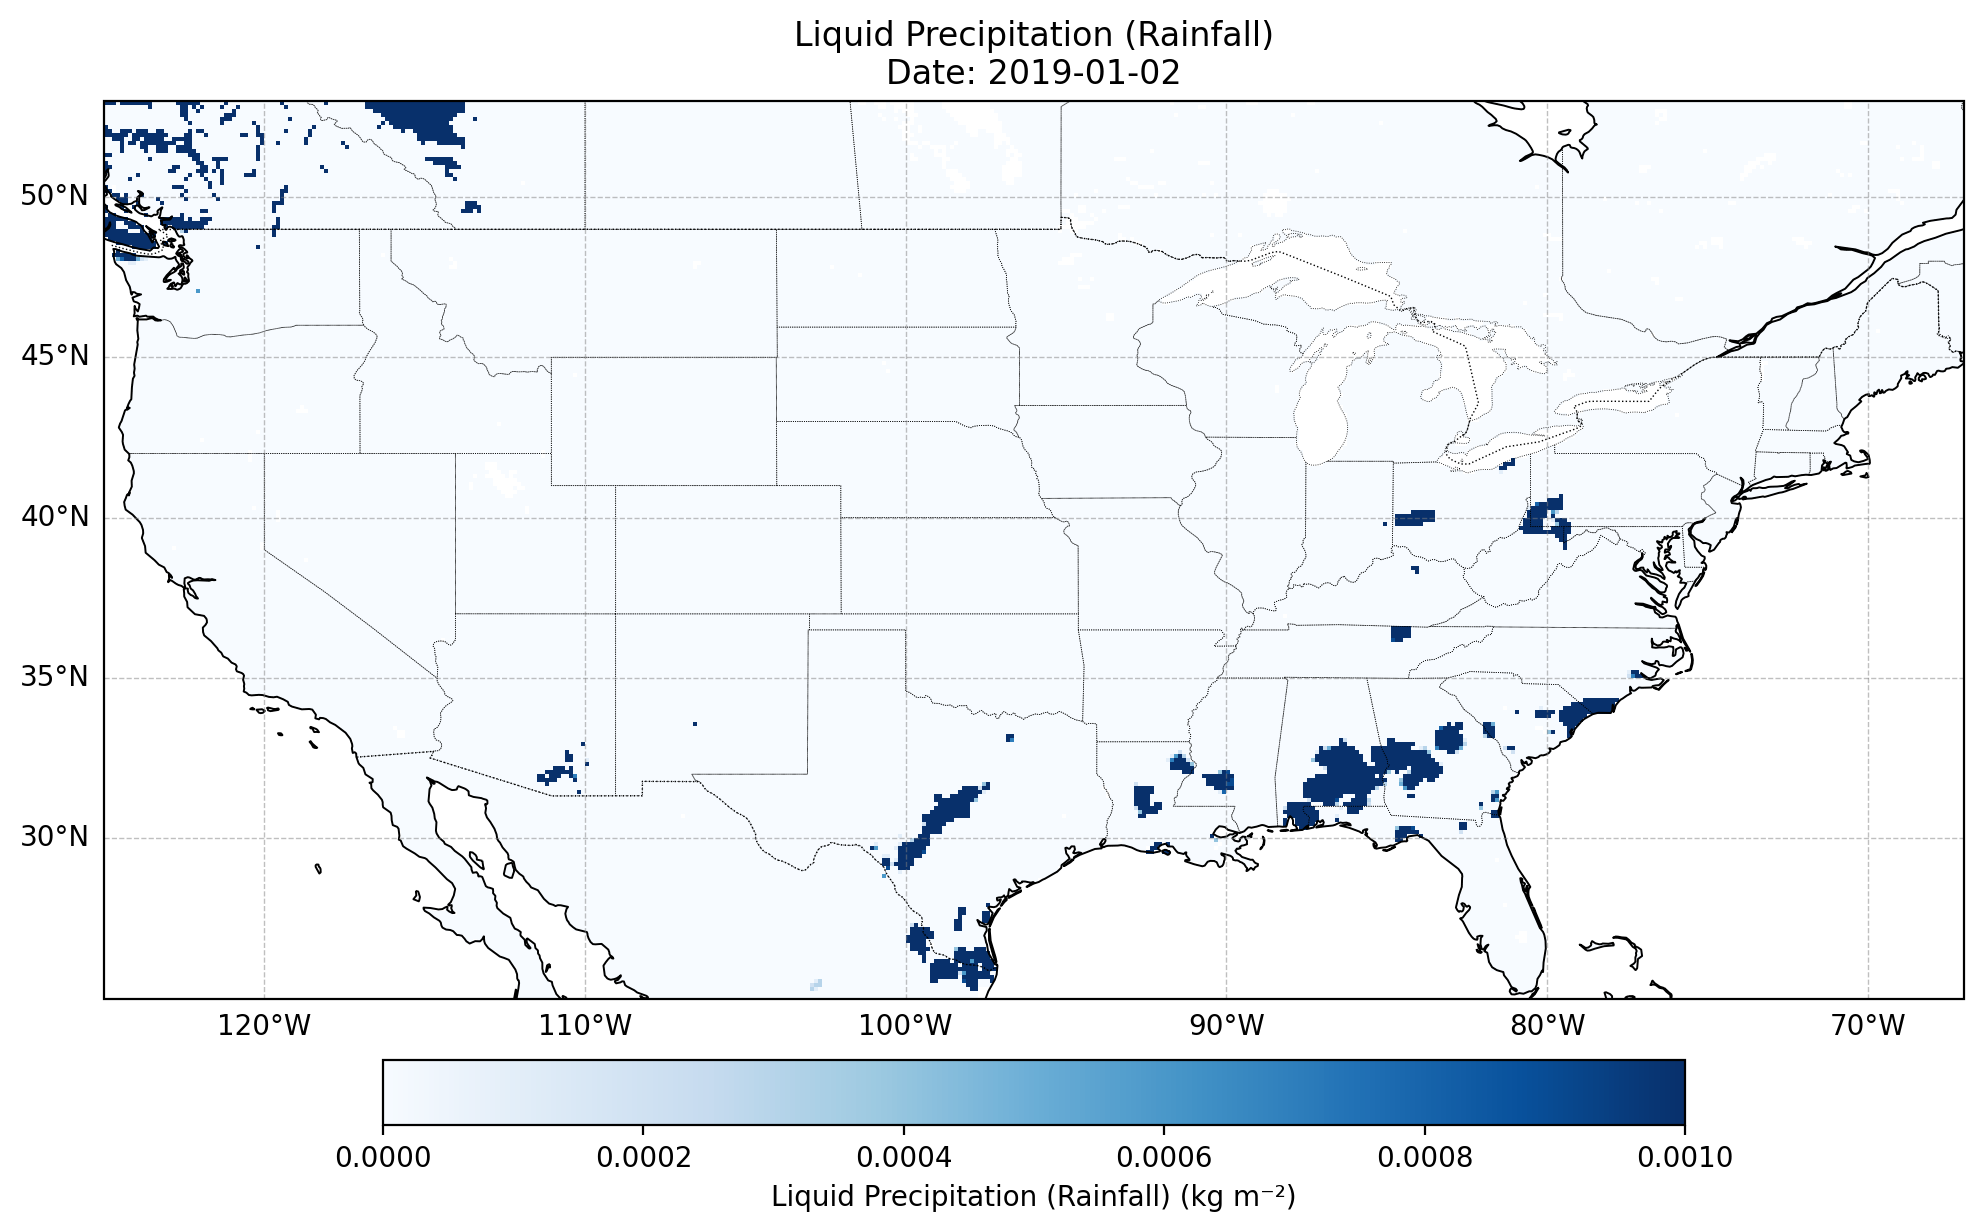 Liquid Precipitation (Rainfall)
Date: 2019-01-02
50°N
45°N
40°N
35°N
30°N
120°W 110°W 100°W 90°W 80°W 70°W
0.0000 0.0002 0.0004 0.0006 0.0008 0.0010
Liquid Precipitation (Rainfall) (kg m⁻²)